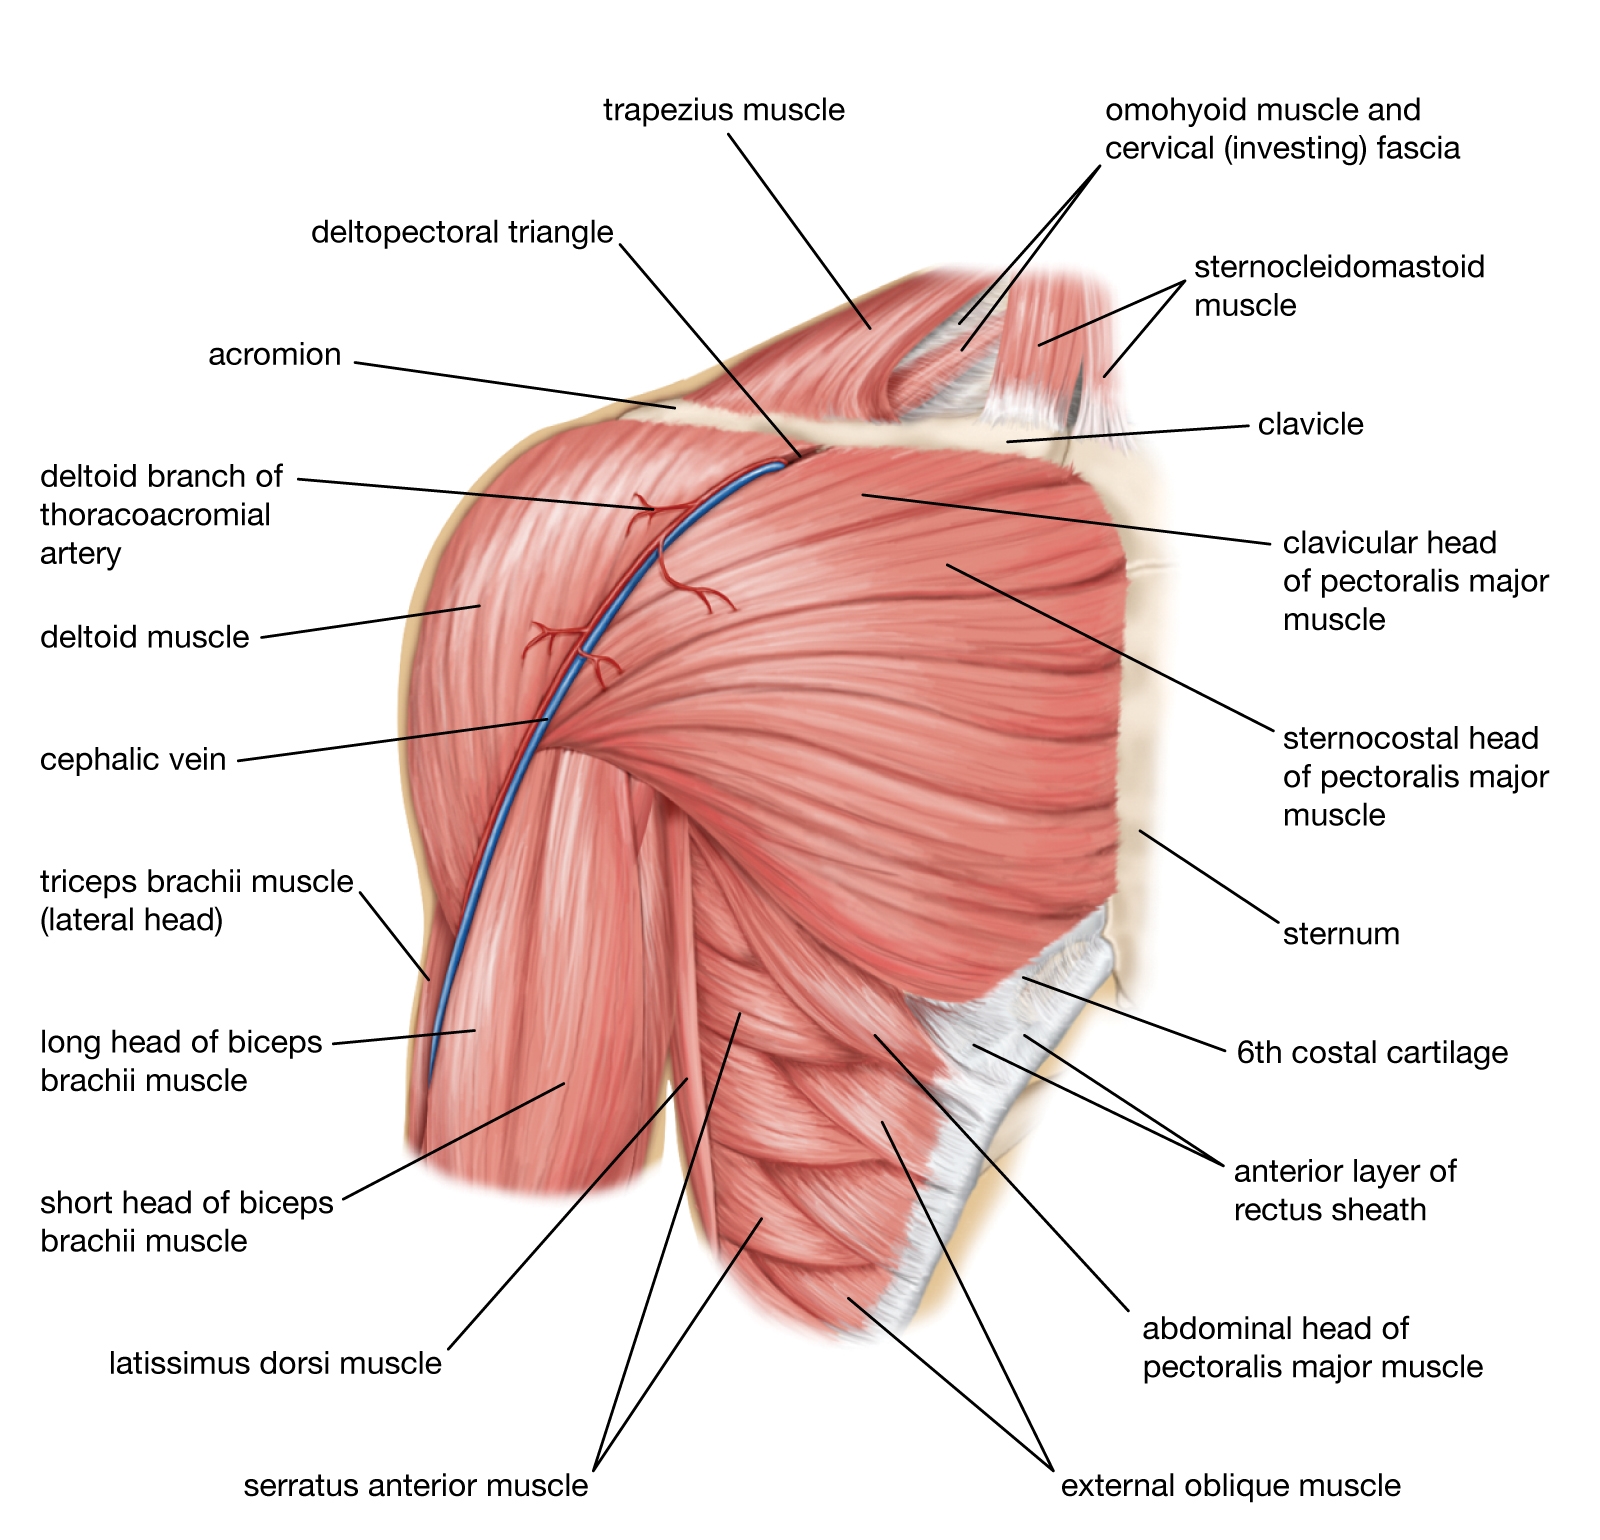 trapezius muscle
omohyoid muscle and
cervical (investing) fascia
deltopectoral triangle
sternocleidomastoid
muscle
acromion
clavicle
deltoid branch of
thoracoacromial
artery
clavicular head
of pectoralis major
muscle
deltoid muscle
sternocostal head
of pectoralis major
muscle
cephalic vein
triceps brachii muscle
(lateral head)
sternum
long head of biceps
brachii muscle
6th costal cartilage
anterior layer of
rectus sheath
short head of biceps
brachii muscle
abdominal head of
pectoralis major muscle
latissimus dorsi muscle
serratus anterior muscle
external oblique muscle